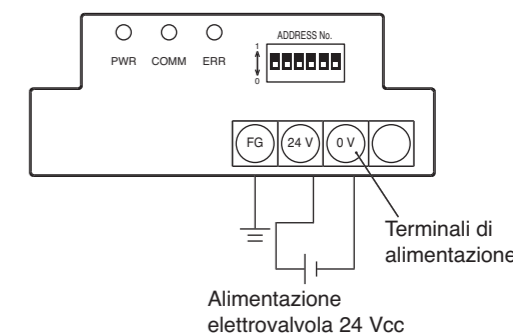 ADDRESS No.
1
PWR COMM ERR
0
FG 24 V 0 V
Terminali di
alimentazione
Alimentazione
elettrovalvola 24 Vcc